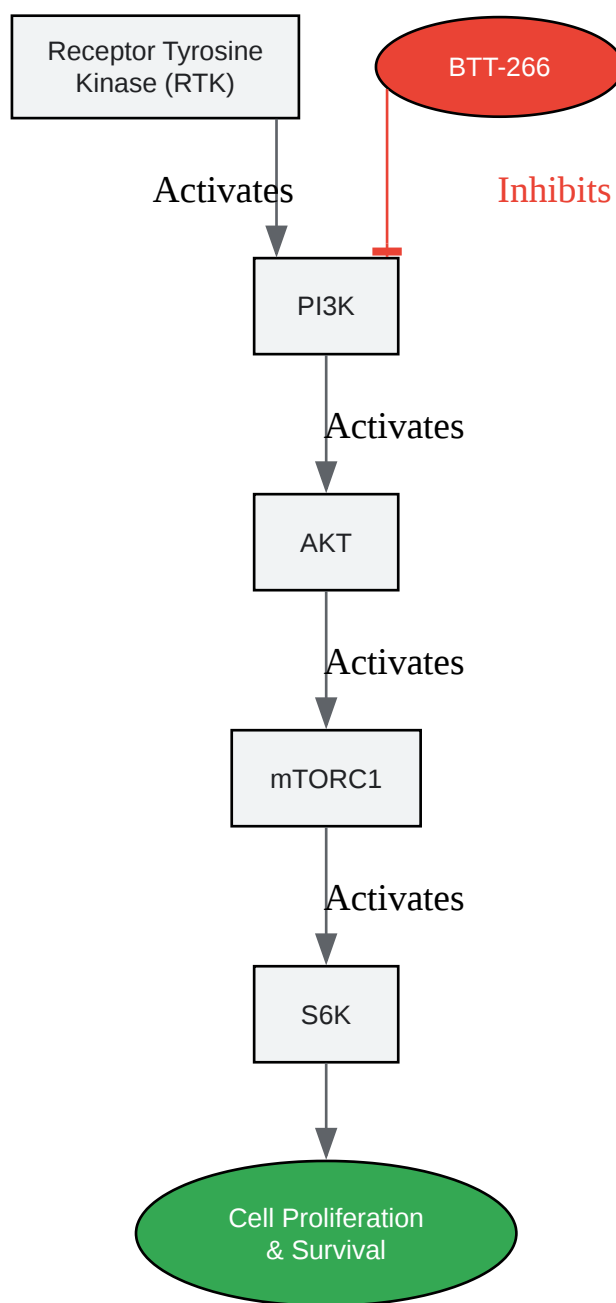 Receptor Tyrosine
Kinase (RTK)
BTT-266
Activates
Inhibits
PI3K
Activates
AKT
Activates
mTORC1
Activates
S6K
Cell Proliferation
& Survival